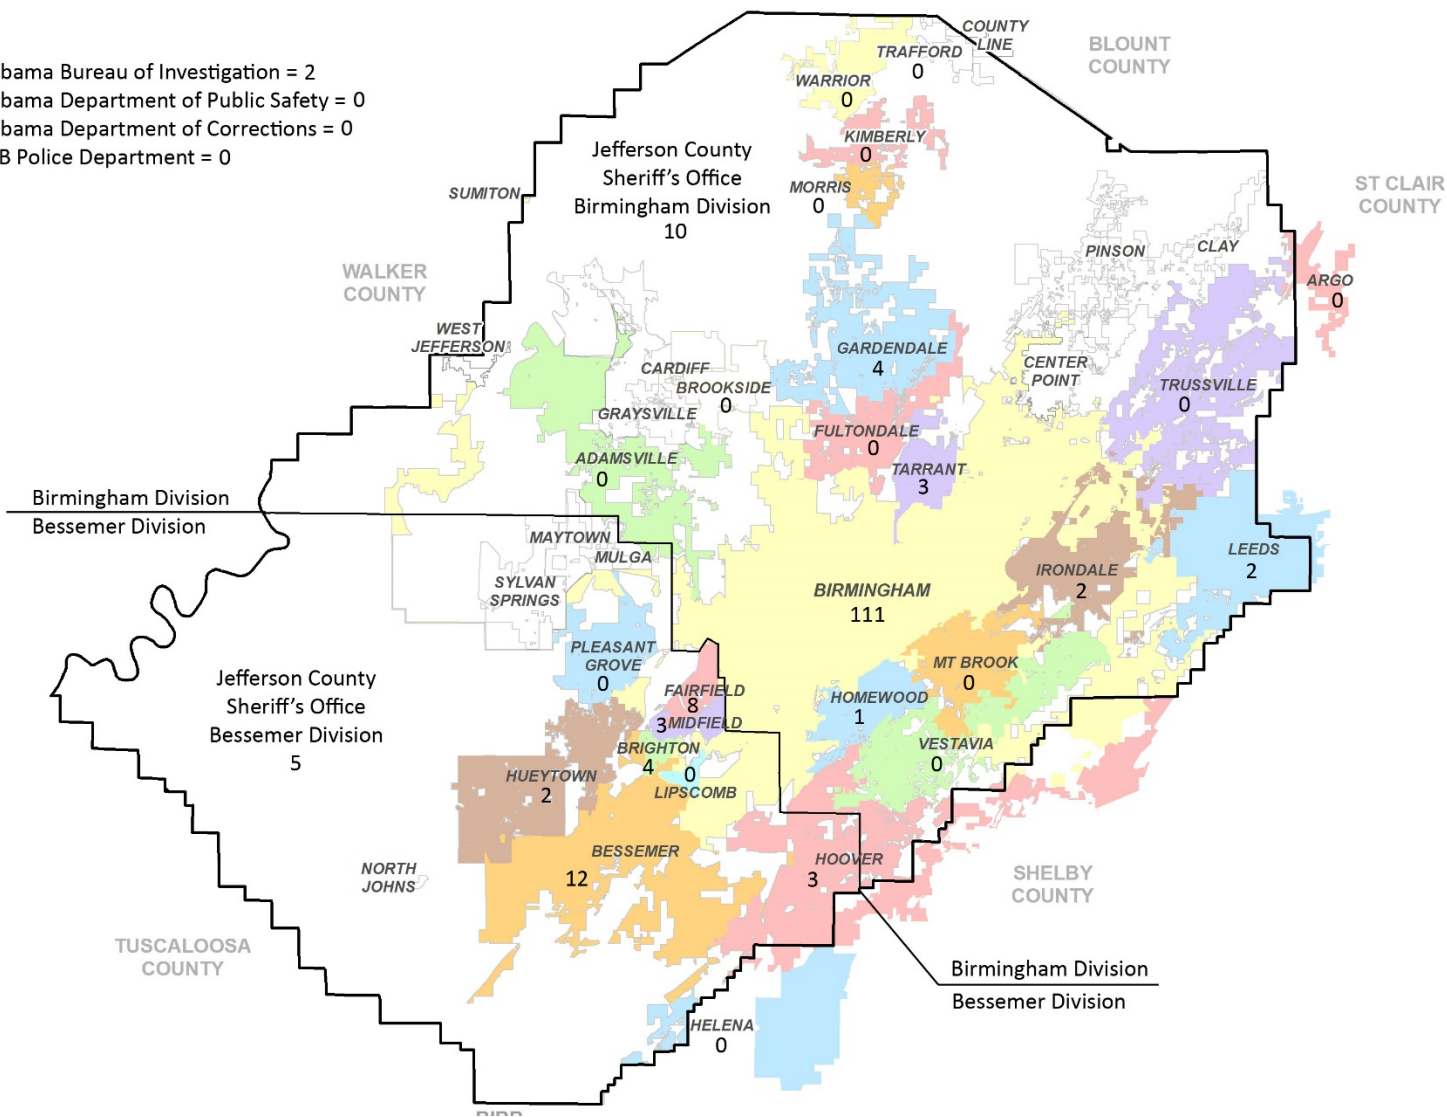 bama Bureau of Investigation = 2
bama Department of Public Safety = 0
bama Department of Corrections = 0
B Police Department = 0
COUNTY
LINE
TRAFFORD
0
BLOUNT
COUNTY
WARRIOR
0
KIMBERLY
0
Jefferson County
Sheriff's Office
Birmingham Division
10
MORRIS
0
SUMITON
ST CLAIR
COUNTY
PINSON
CLAY
WALKER
COUNTY
ARGO
0
WEST
JEFFERSON
GARDENDALE
4
CARDIFF
BROOKSIDE
0
CENTER
POINT
TRUSSVILLE
0
GRAYSVILLE
FULTONDALE
0
ADAMSVILLE
0
TARRANT
3
Birmingham Division
Bessemer Division
MAYTOWN
MULGA
LEEDS
2
SYLVAN
SPRINGS
IRONDALE
2
BIRMINGHAM
111
PLEASANT
GROVE
0
MT BROOK
0
Jefferson County
Sheriff's Office
Bessemer Division
5
FAIRFIELD
8
HOMEWOOD
1
3 MIDFIELD
BRIGHTON
4
VESTAVIA
0
0
LIPSCOMB
HUEYTOWN
2
BESSEMER
12
HOOVER
3
NORTH
JOHNS
SHELBY
COUNTY
TUSCALOOSA
COUNTY
Birmingham Division
Bessemer Division
HELENA
0
BIBB